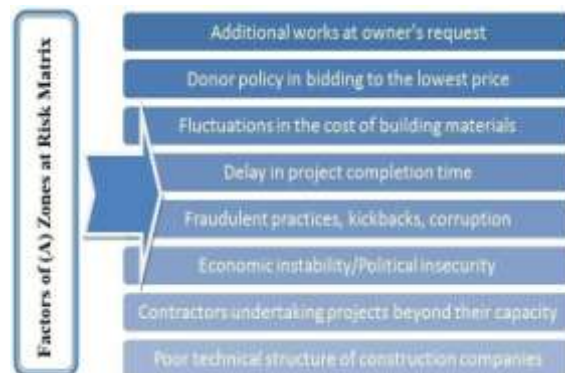 Factors of (A) Zones at Risk Matrix
Additional works at owner's request
Donor policy in bidding to the lowest price
Fluctuations in the cost of building materials
Delay in project completion time
Fraudulent practices, kickbacks, corruption
Economic instability/Political insecurity
Contractors undertaking projects beyond their capacity
Poor technical structure of construction companies